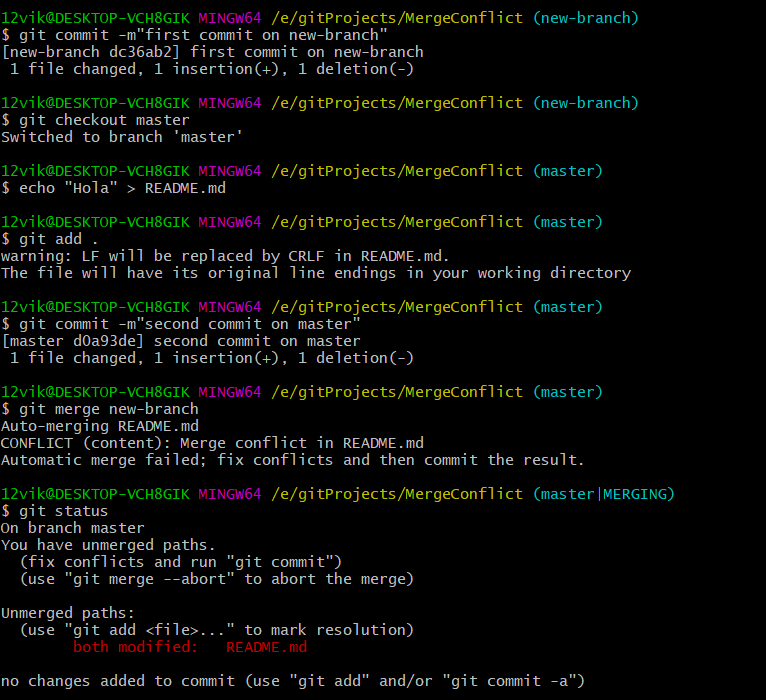 12vik@DESKTOP-VCH8GIK MINGW64 /e/gitProjects/MergeConflict (new-branch)
$ git commit -m"first commit on new-branch"
[new-branch dc36ab2] first commit on new-branch
 1 file changed, 1 insertion(+), 1 deletion(-)

12vik@DESKTOP-VCH8GIK MINGW64 /e/gitProjects/MergeConflict (new-branch)
$ git checkout master
Switched to branch 'master'

12vik@DESKTOP-VCH8GIK MINGW64 /e/gitProjects/MergeConflict (master)
$ echo "Hola" > README.md

12vik@DESKTOP-VCH8GIK MINGW64 /e/gitProjects/MergeConflict (master)
$ git add .
warning: LF will be replaced by CRLF in README.md.
The file will have its original line endings in your working directory

12vik@DESKTOP-VCH8GIK MINGW64 /e/gitProjects/MergeConflict (master)
$ git commit -m"second commit on master"
[master d0a93de] second commit on master
 1 file changed, 1 insertion(+), 1 deletion(-)

12vik@DESKTOP-VCH8GIK MINGW64 /e/gitProjects/MergeConflict (master)
$ git merge new-branch
Auto-merging README.md
CONFLICT (content): Merge conflict in README.md
Automatic merge failed; fix conflicts and then commit the result.

12vik@DESKTOP-VCH8GIK MINGW64 /e/gitProjects/MergeConflict (master|MERGING)
$ git status
On branch master
You have unmerged paths.
  (fix conflicts and run "git commit")
  (use "git merge --abort" to abort the merge)

Unmerged paths:
  (use "git add <file>..." to mark resolution)
        both modified:   README.md

no changes added to commit (use "git add" and/or "git commit -a")